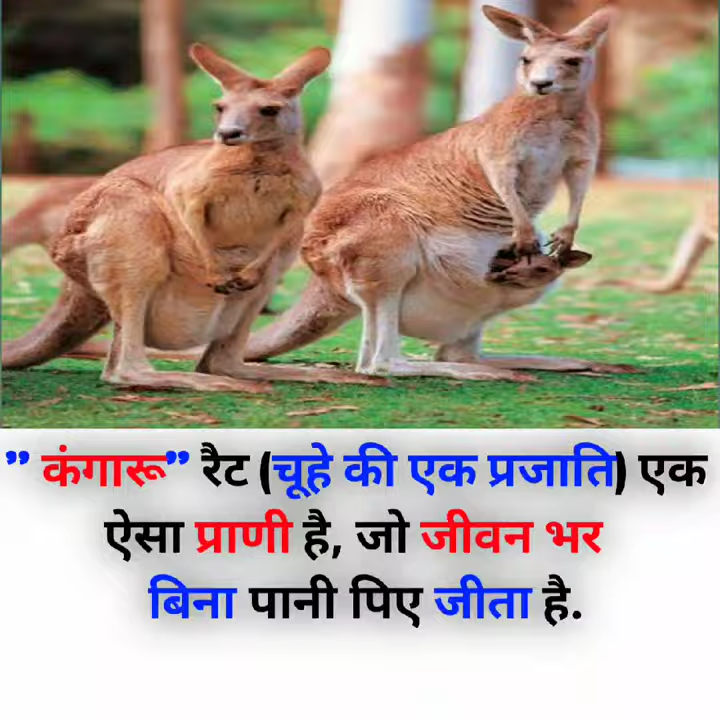 ” कंगारू” रैट (चूहे की एक प्रजाति) एक
ऐसा प्राणी है, जो जीवन भर
बिना पानी पिए जीता है.